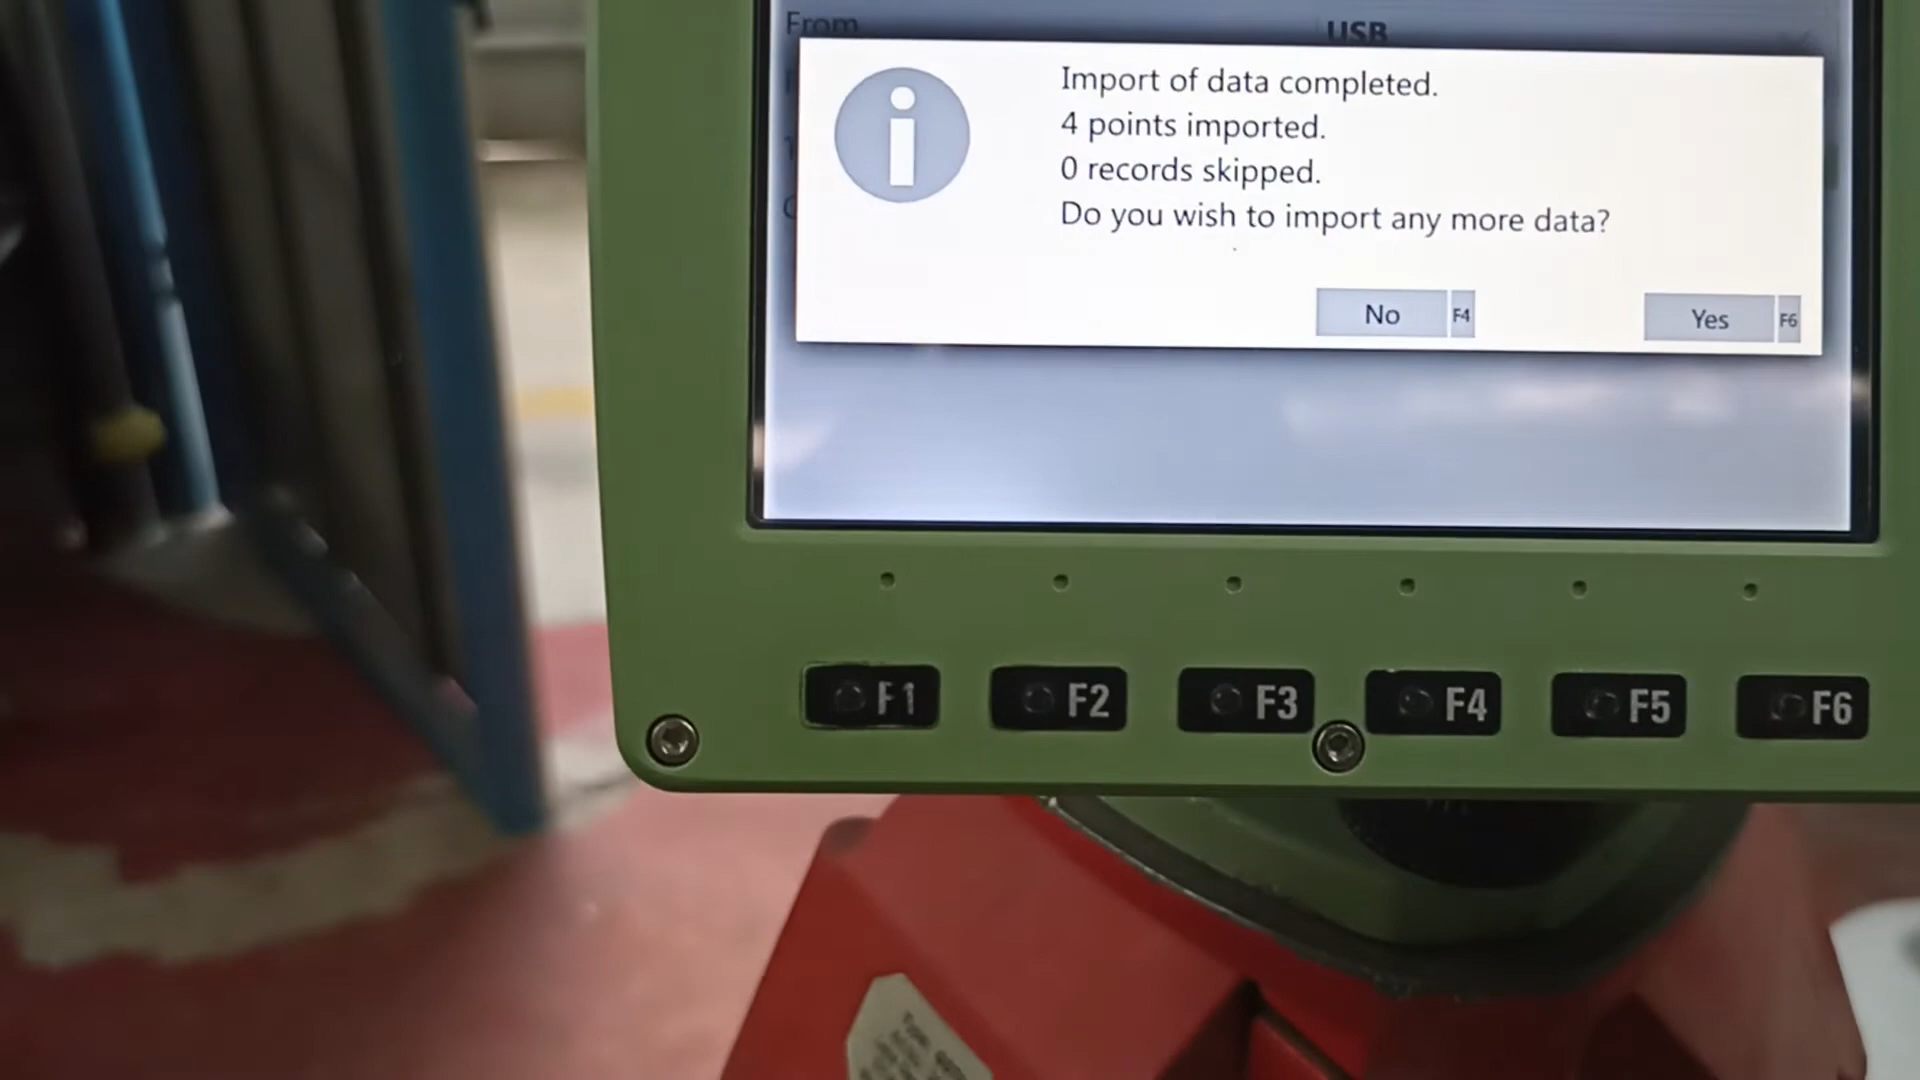 From USB
Import of data completed.
4 points imported.
0 records skipped.
Do you wish to import any more data?
No F4 Yes F6
F1 F2 F3 F4 F5 F6